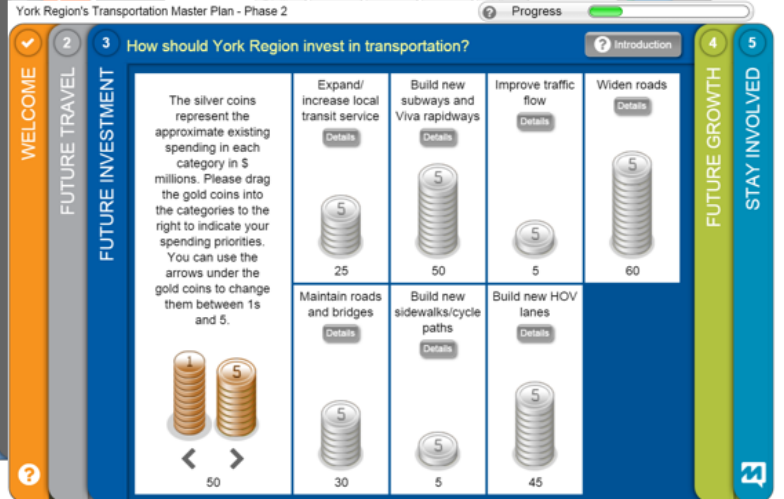 York Region's Transportation Master Plan - Phase 2
? Progress
WELCOME
?
2
FUTURE TRAVEL
3
FUTURE INVESTMENT
How should York Region invest in transportation?
? Introduction
The silver coins
represent the
approximate existing
spending in each
category in $
millions. Please drag
the gold coins into
the categories to the
right to indicate your
spending priorities.
You can use the
arrows under the
gold coins to change
them between 1s
and 5.
1
5
50
Expand/
increase local
transit service
Details
5
25
Build new
subways and
Viva rapidways
Details
5
50
Improve traffic
flow
Details
5
5
Widen roads
Details
5
60
Maintain roads
and bridges
Details
5
30
Build new
sidewalks/cycle
paths
Details
5
5
Build new HOV
lanes
Details
5
45
4
FUTURE GROWTH
5
STAY INVOLVED